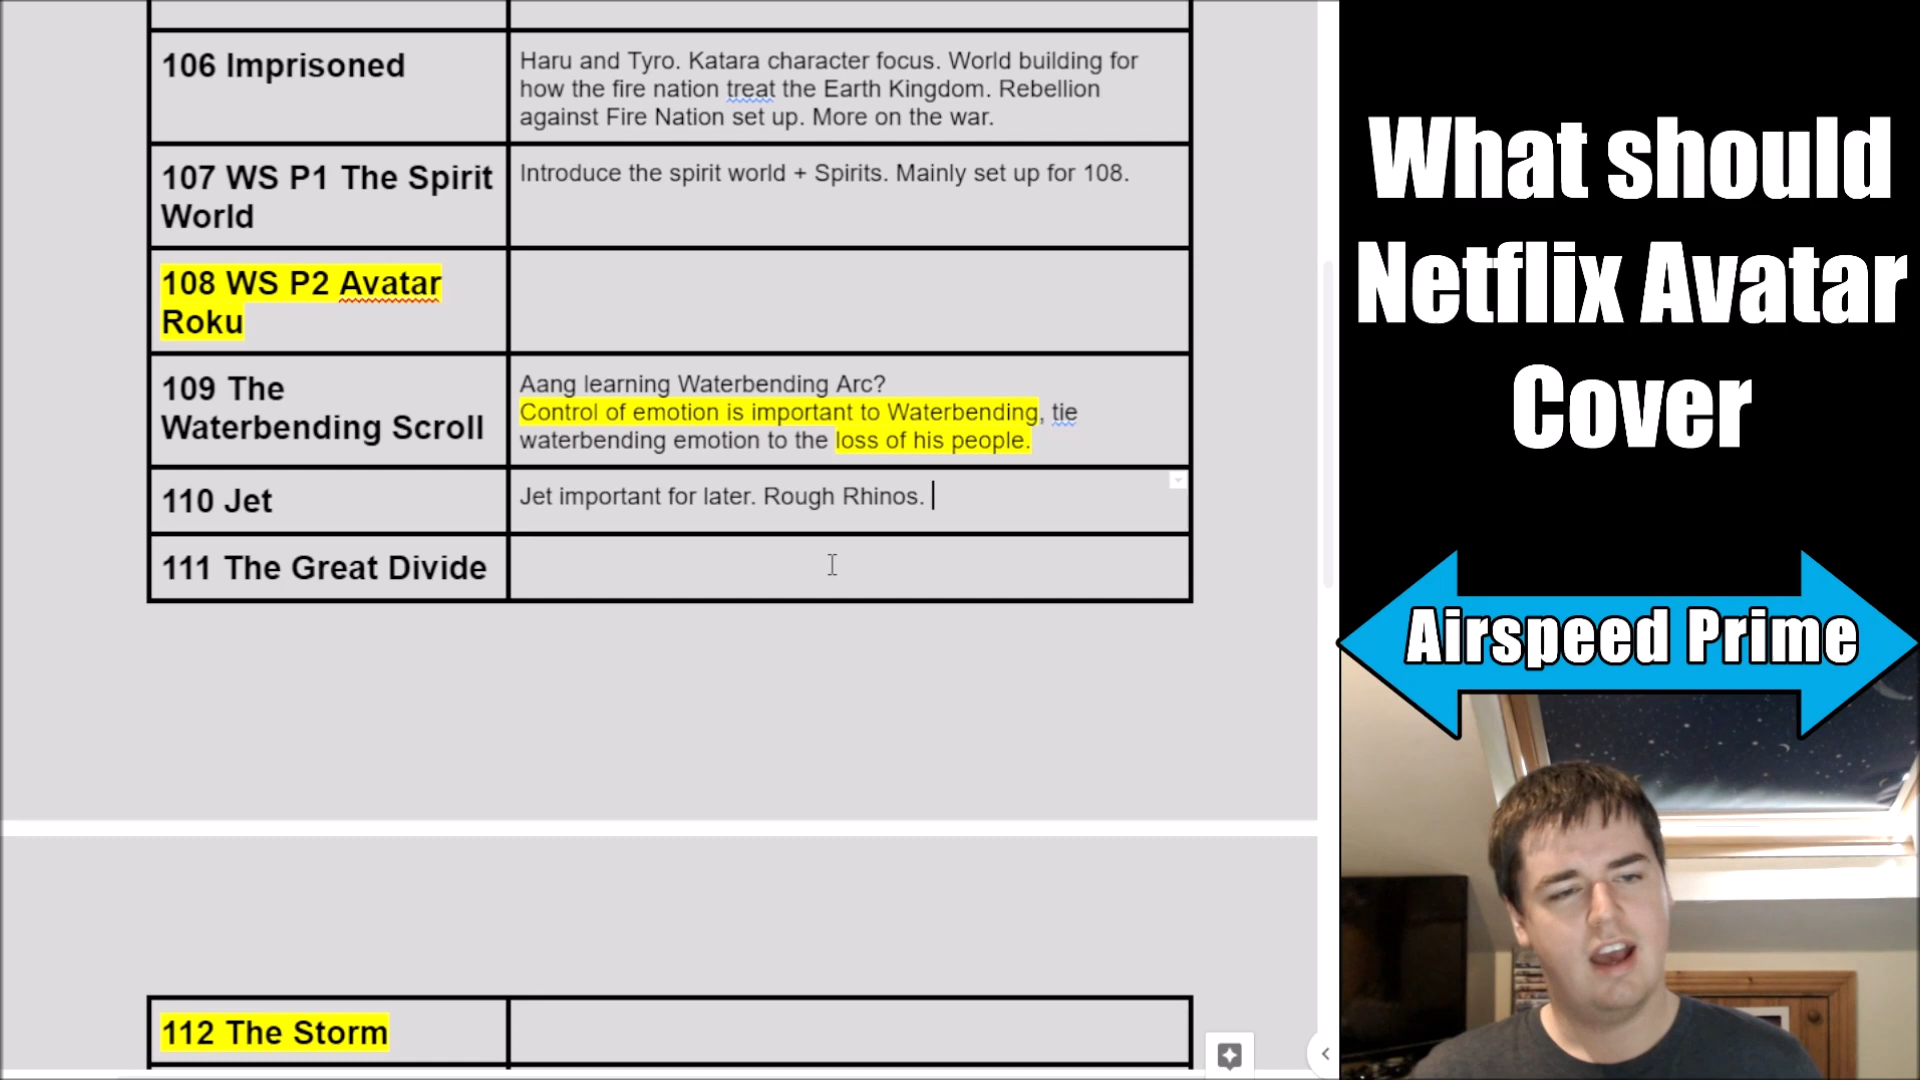 106 Imprisoned
Haru and Tyro. Katara character focus. World building for
how the fire nation treat the Earth Kingdom. Rebellion
against Fire Nation set up. More on the war.
107 WS P1 The Spirit
World
Introduce the spirit world + Spirits. Mainly set up for 108.
108 WS P2 Avatar
Roku
109 The
Waterbending Scroll
Aang learning Waterbending Arc?
Control of emotion is important to Waterbending, tie
waterbending emotion to the loss of his people.
110 Jet
Jet important for later. Rough Rhinos.
111 The Great Divide
112 The Storm
What should
Netflix Avatar
Cover
Airspeed Prime